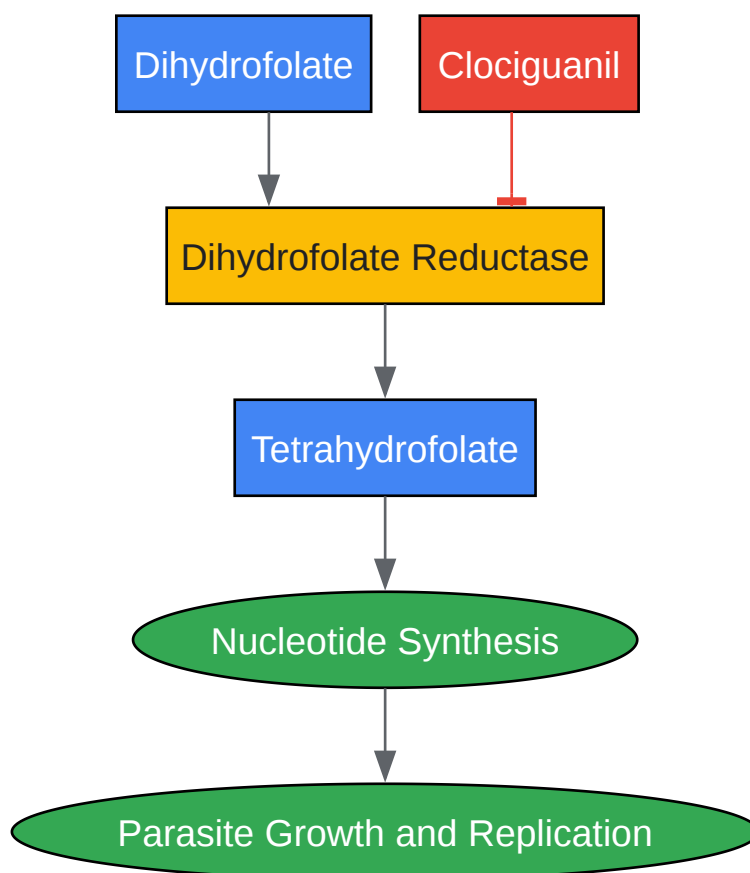 Dihydrofolate
Clociguanil
Dihydrofolate Reductase
Tetrahydrofolate
Nucleotide Synthesis
Parasite Growth and Replication